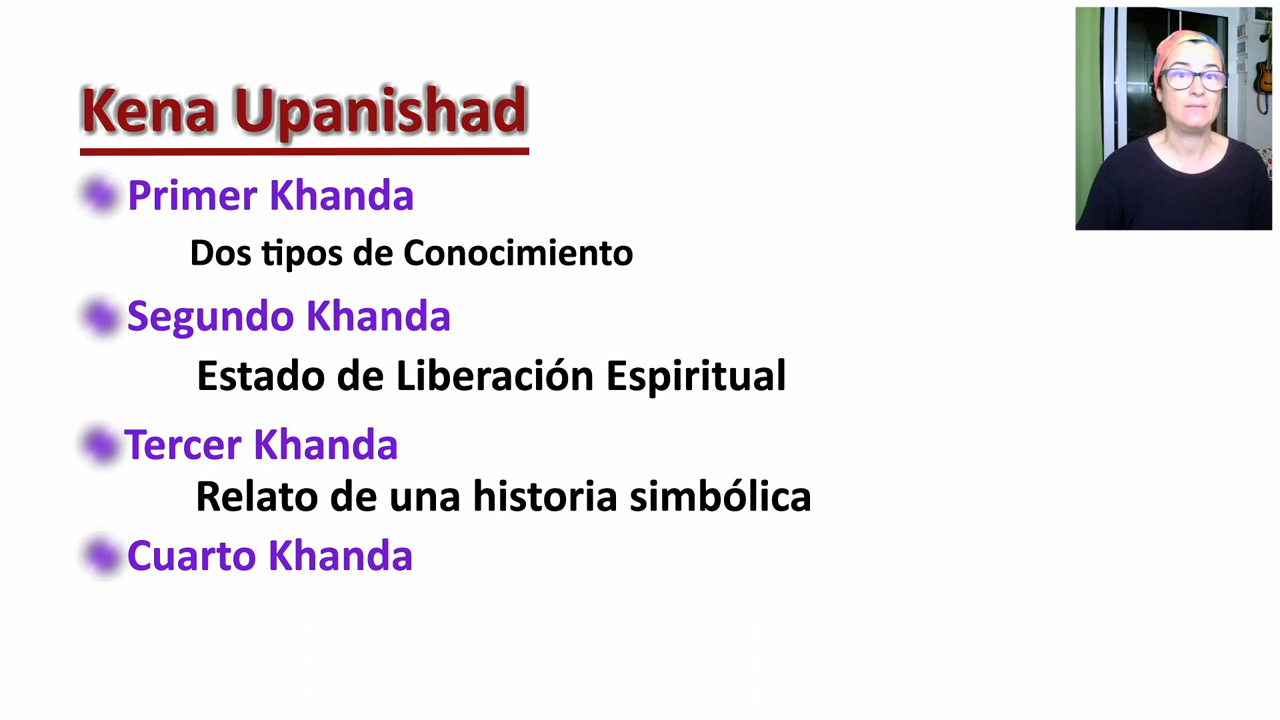 Kena Upanishad
Primer Khanda
Dos tipos de Conocimiento
Segundo Khanda
Estado de Liberación Espiritual
Tercer Khanda
Relato de una historia simbólica
Cuarto Khanda